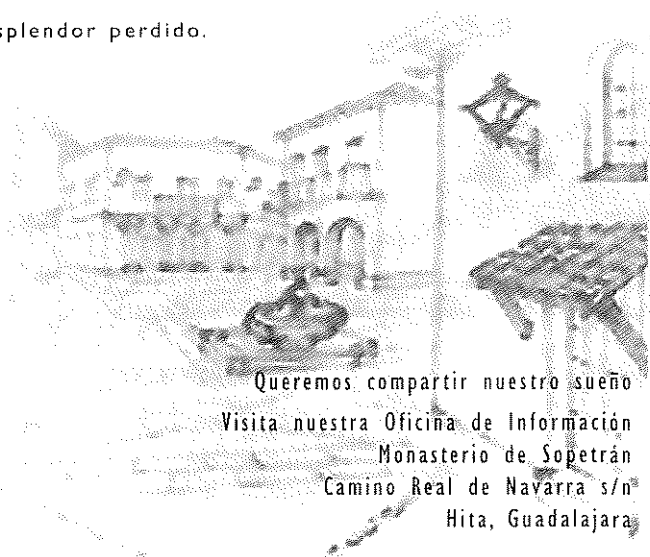 splendor perdido.
Queremos compartir nuestro sueño
Visita nuestra Oficina de Información
Monasterio de Sopetrán
Camino Real de Navarra s/n
Hita, Guadalajara